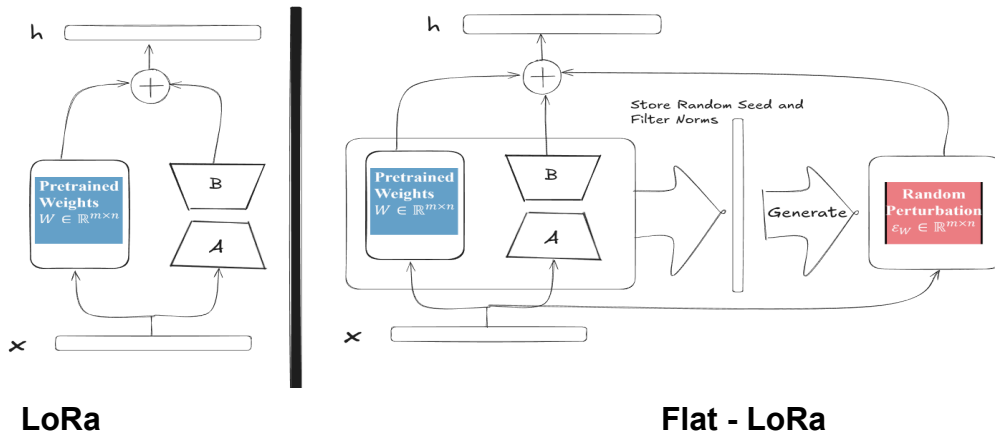 h
+
Pretrained
Weights
W ∈ ℝ^{m×n}
B
A
x
LoRa
h
+
Store Random Seed and
Filter Norms
Pretrained
Weights
W ∈ ℝ^{m×n}
B
A
Generate
Random
Perturbation
ε_W ∈ ℝ^{m×n}
x
Flat - LoRa